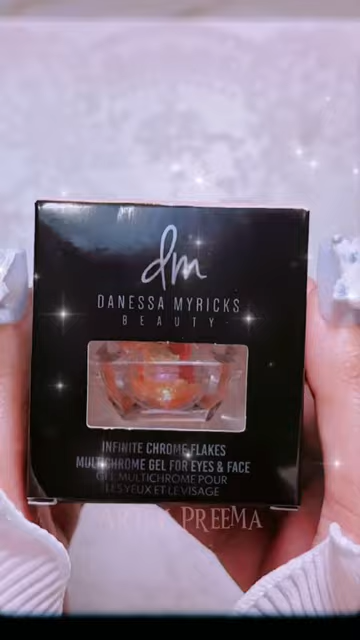 dm
DANESSA MYRICKS
BEAUTY
INFINITE CHROME FLAKES
MULTICHROME GEL FOR EYES & FACE
GEL MULTICHROME POUR
LES YEUX ET LE VISAGE
PREEMA